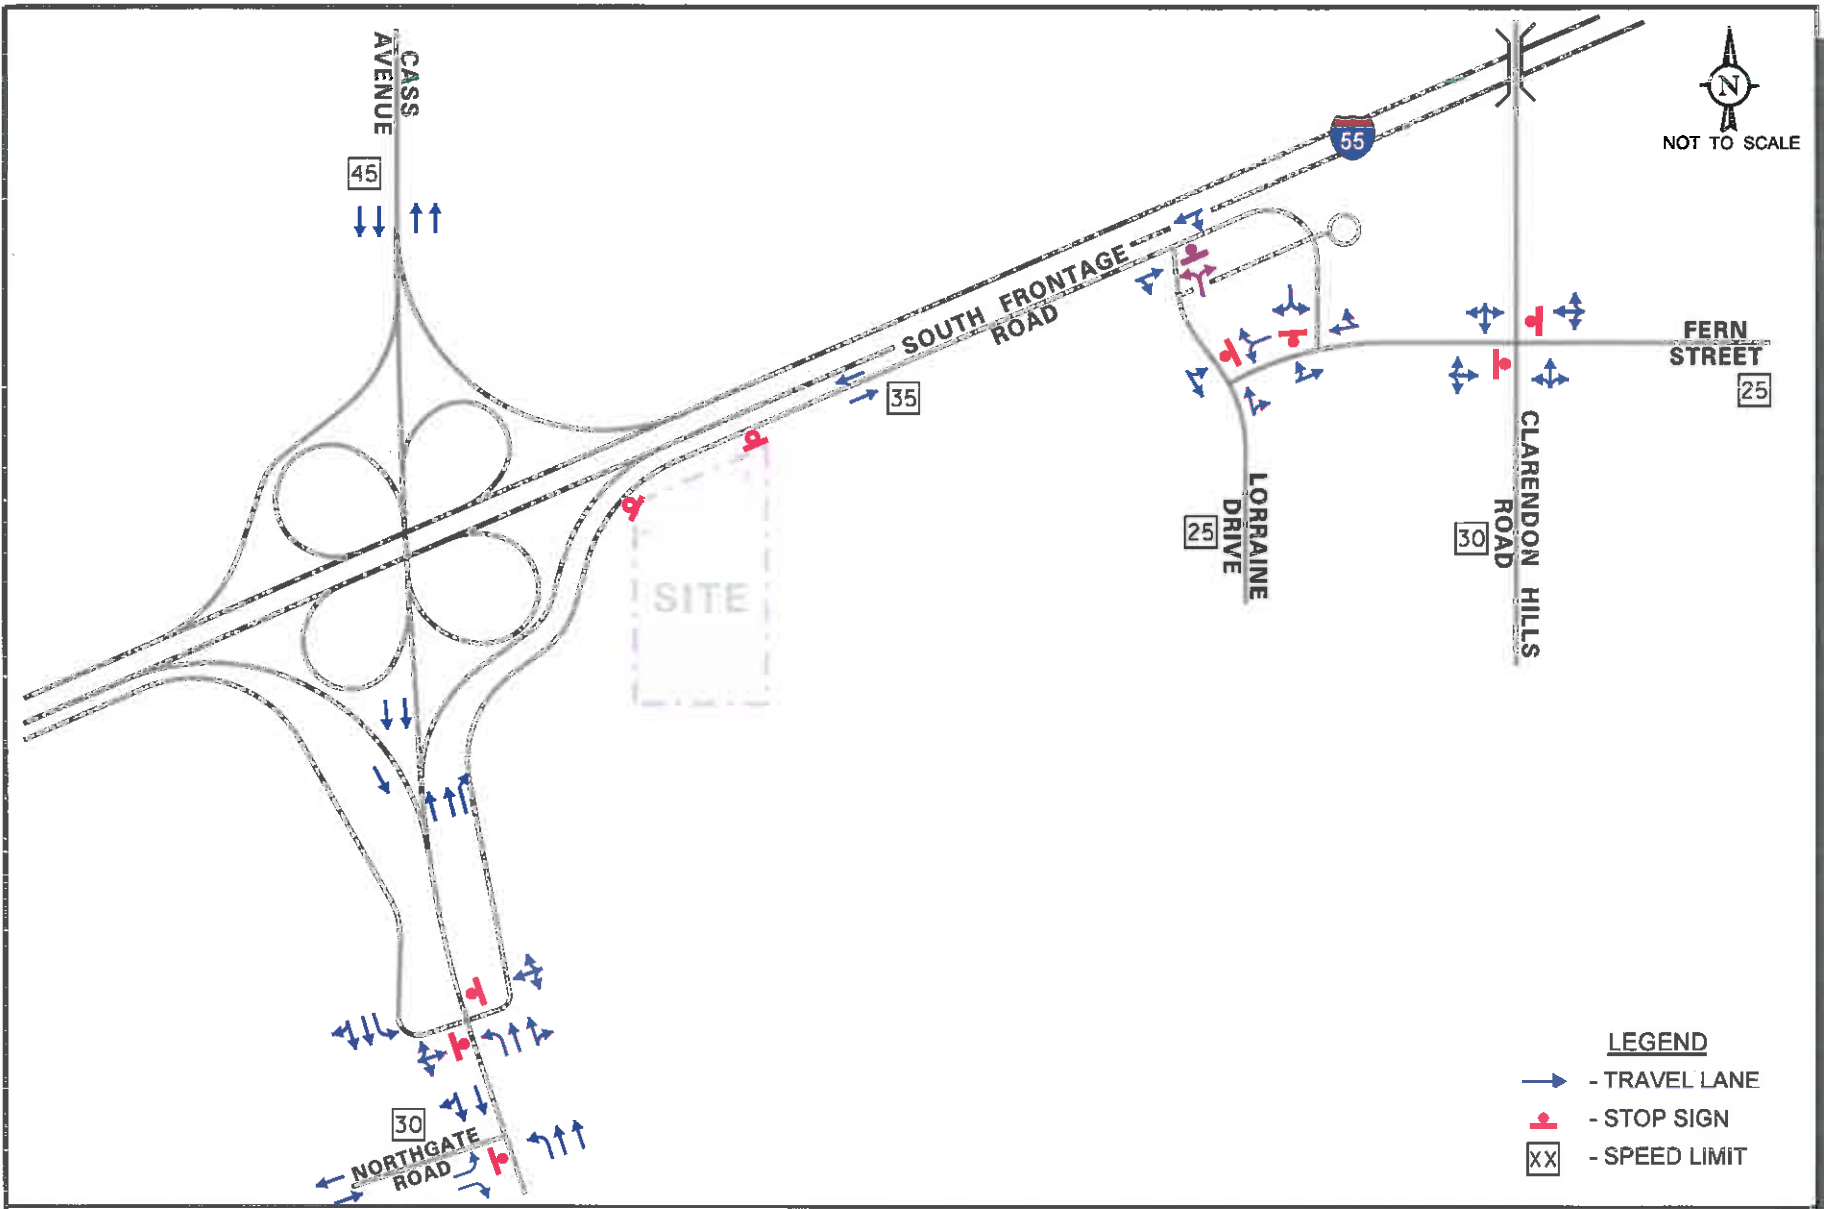 CASS
AVENUE
45
55
N
NOT TO SCALE
SOUTH FRONTAGE
ROAD
35
FERN
STREET
25
CLARENDON HILLS
ROAD
30
LORRAINE
DRIVE
25
SITE
30
NORTHGATE
ROAD
LEGEND
- TRAVEL LANE
- STOP SIGN
XX - SPEED LIMIT